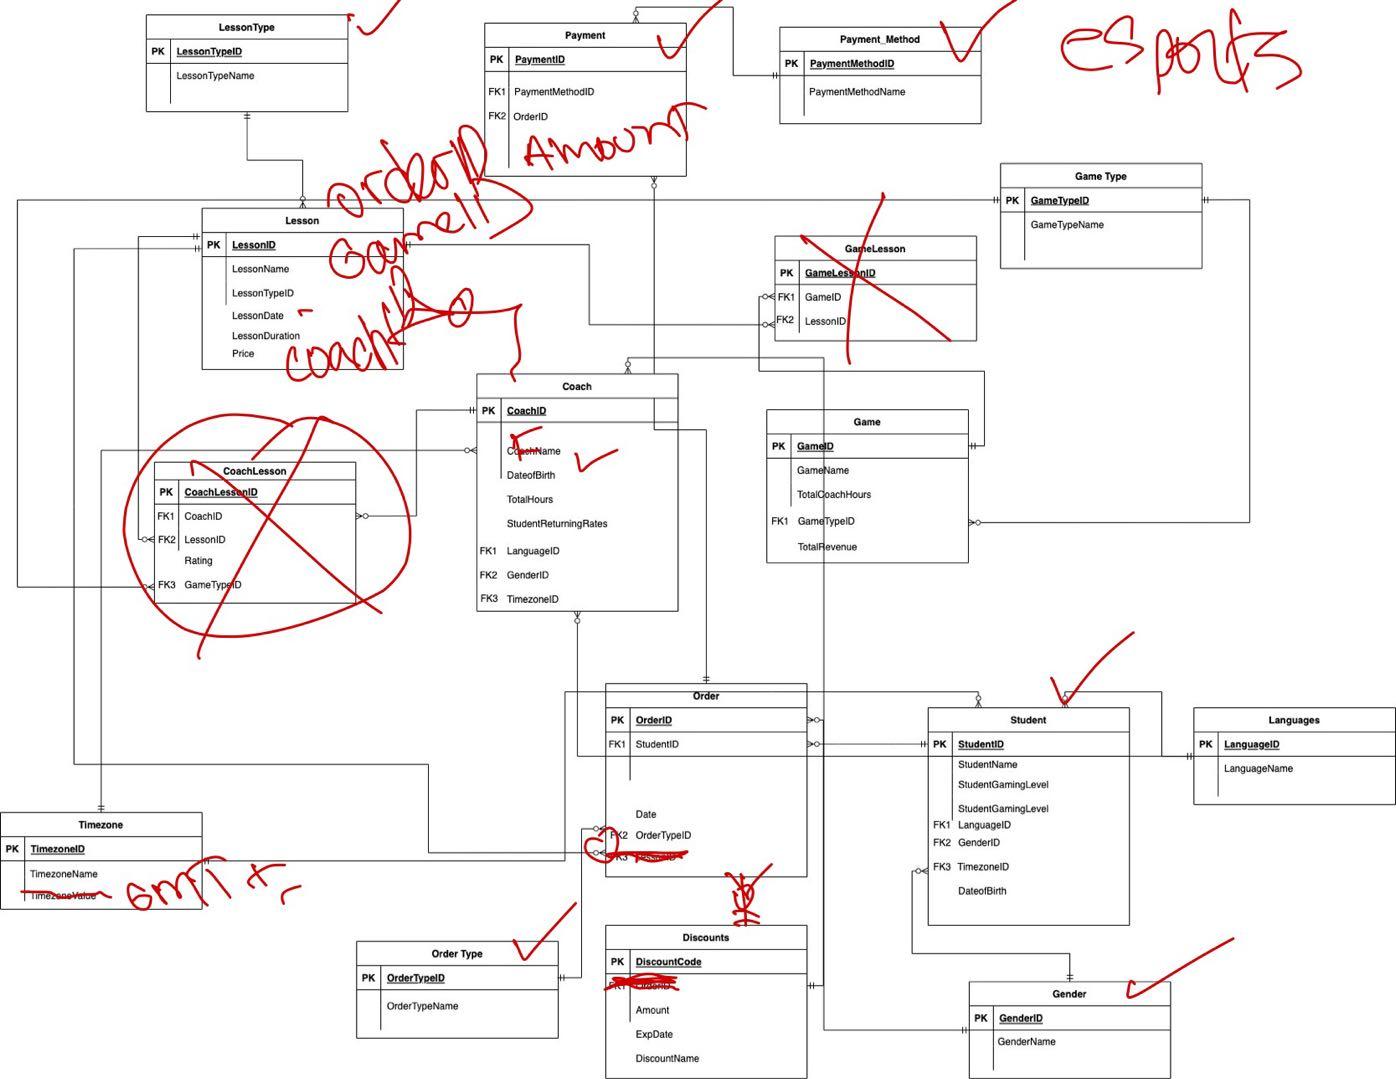 LessonType
PK LessonTypeID
LessonTypeName
Payment
PK PaymentID
FK1 PaymentMethodID
FK2 OrderID
Amount
Payment_Method
PK PaymentMethodID
PaymentMethodName
esports
Game Type
PK GameTypeID
GameTypeName
Lesson
PK LessonID
LessonName
LessonTypeID
LessonDate
LessonDuration
Price
OrderID
GameID
CoachID
GameLesson
PK GameLessonID
FK1 GameID
FK2 LessonID
Coach
PK CoachID
CoachName
DateofBirth
TotalHours
StudentReturningRates
FK1 LanguageID
FK2 GenderID
FK3 TimezoneID
Game
PK GameID
GameName
TotalCoachHours
FK1 GameTypeID
TotalRevenue
CoachLesson
PK CoachLessonID
FK1 CoachID
FK2 LessonID
Rating
FK3 GameTypeID
Order
PK OrderID
FK1 StudentID
Date
FK2 OrderTypeID
FK3 LessonID
Student
PK StudentID
StudentName
StudentGamingLevel
StudentGamingLevel
FK1 LanguageID
FK2 GenderID
FK3 TimezoneID
DateofBirth
Languages
PK LanguageID
LanguageName
Timezone
PK TimezoneID
TimezoneName
TimezoneValue
GMT +-
Order Type
PK OrderTypeID
OrderTypeName
Discounts
PK DiscountCode
FK1 OrderID
Amount
ExpDate
DiscountName
Gender
PK GenderID
GenderName